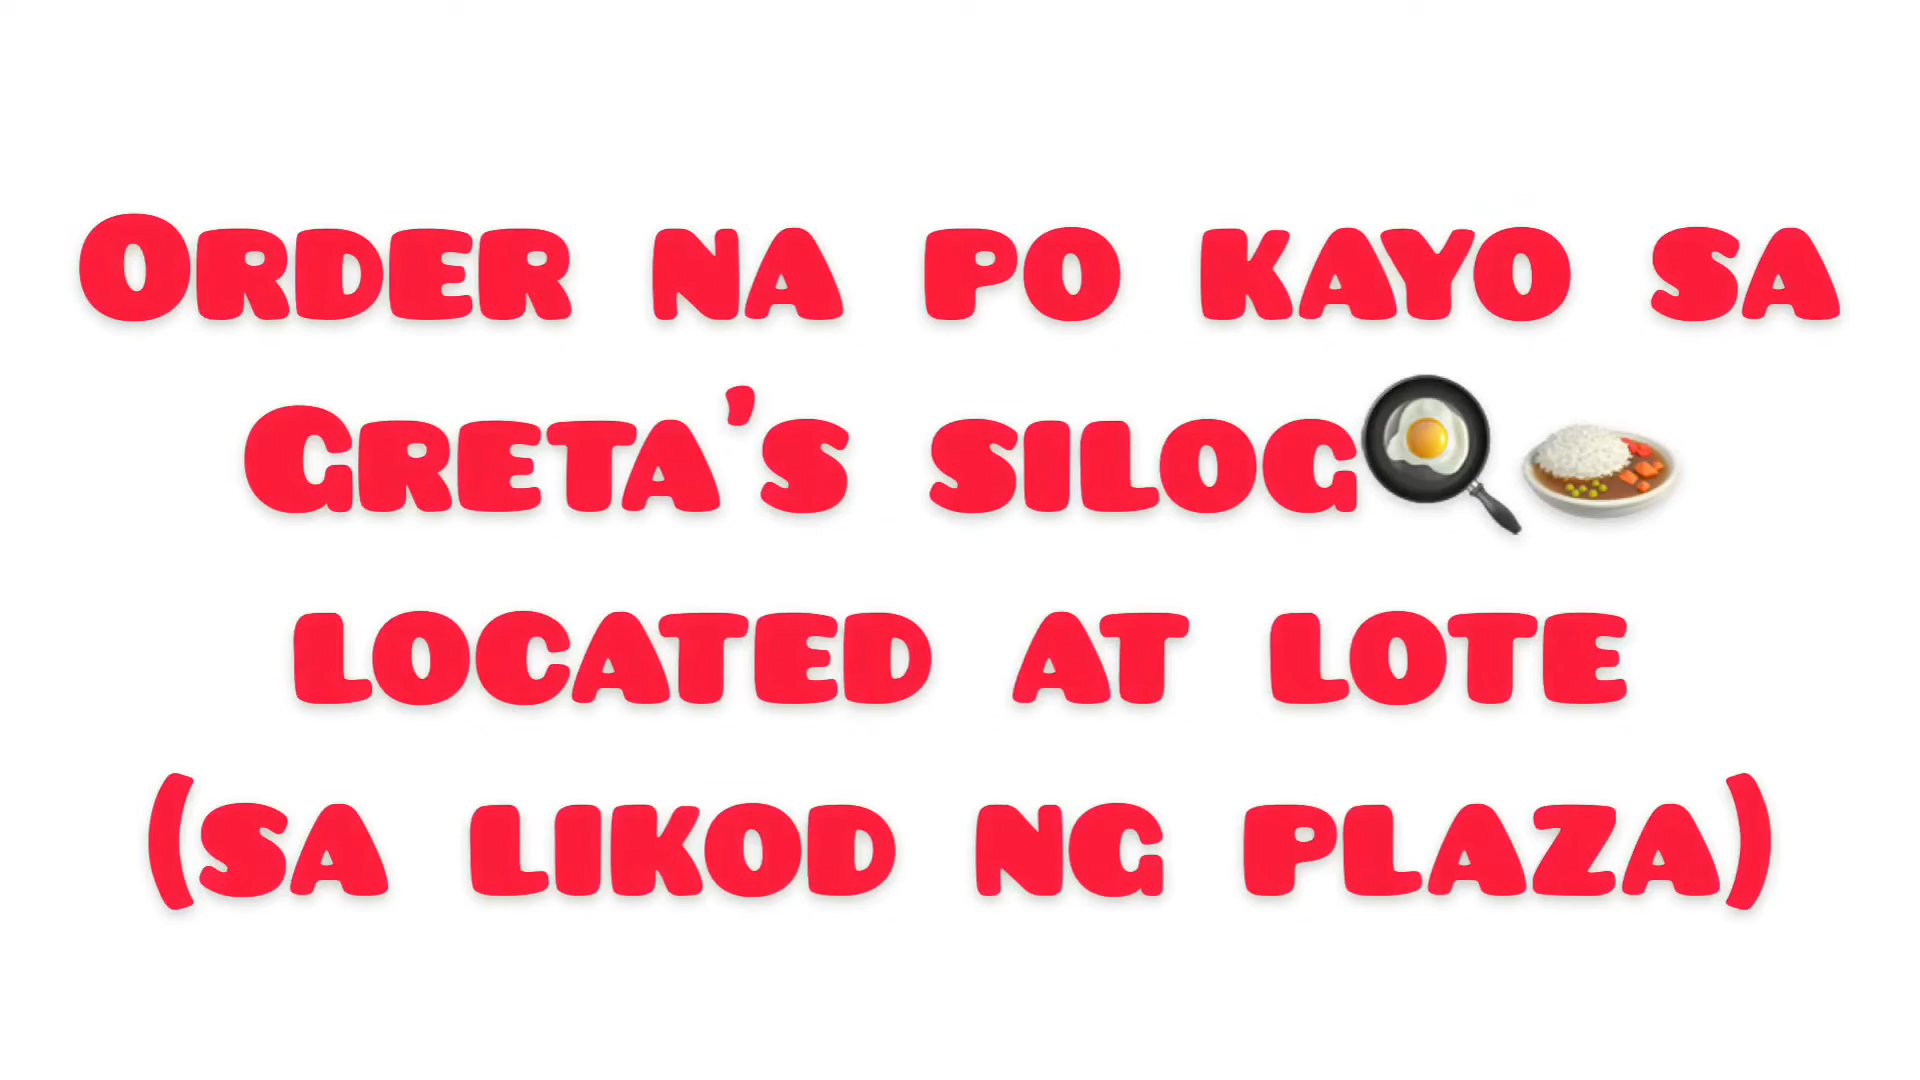 Order na po kayo sa
Greta's silog🍳🍛
located at lote
(sa likod ng plaza)